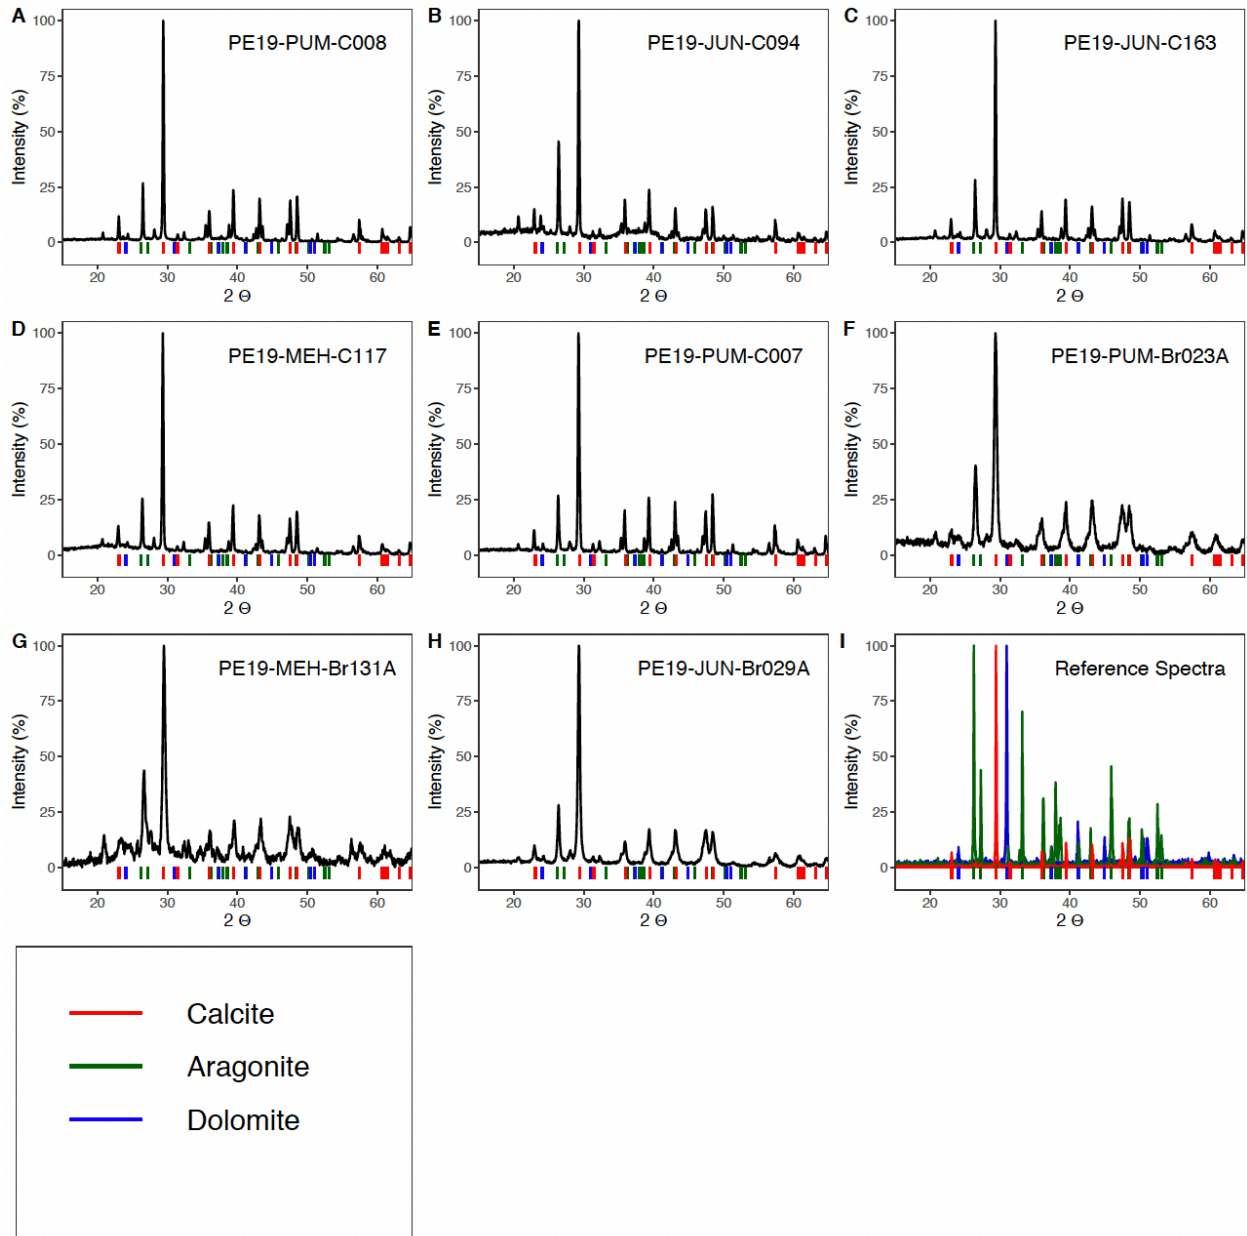 A
PE19-PUM-C008
Intensity (%)
100
75
50
25
0
20 30 40 50 60
2 Θ
B
PE19-JUN-C094
Intensity (%)
100
75
50
25
0
20 30 40 50 60
2 Θ
C
PE19-JUN-C163
Intensity (%)
100
75
50
25
0
20 30 40 50 60
2 Θ
D
PE19-MEH-C117
Intensity (%)
100
75
50
25
0
20 30 40 50 60
2 Θ
E
PE19-PUM-C007
Intensity (%)
100
75
50
25
0
20 30 40 50 60
2 Θ
F
PE19-PUM-Br023A
Intensity (%)
100
75
50
25
0
20 30 40 50 60
2 Θ
G
PE19-MEH-Br131A
Intensity (%)
100
75
50
25
0
20 30 40 50 60
2 Θ
H
PE19-JUN-Br029A
Intensity (%)
100
75
50
25
0
20 30 40 50 60
2 Θ
I
Reference Spectra
Intensity (%)
100
75
50
25
0
20 30 40 50 60
2 Θ
Calcite
Aragonite
Dolomite